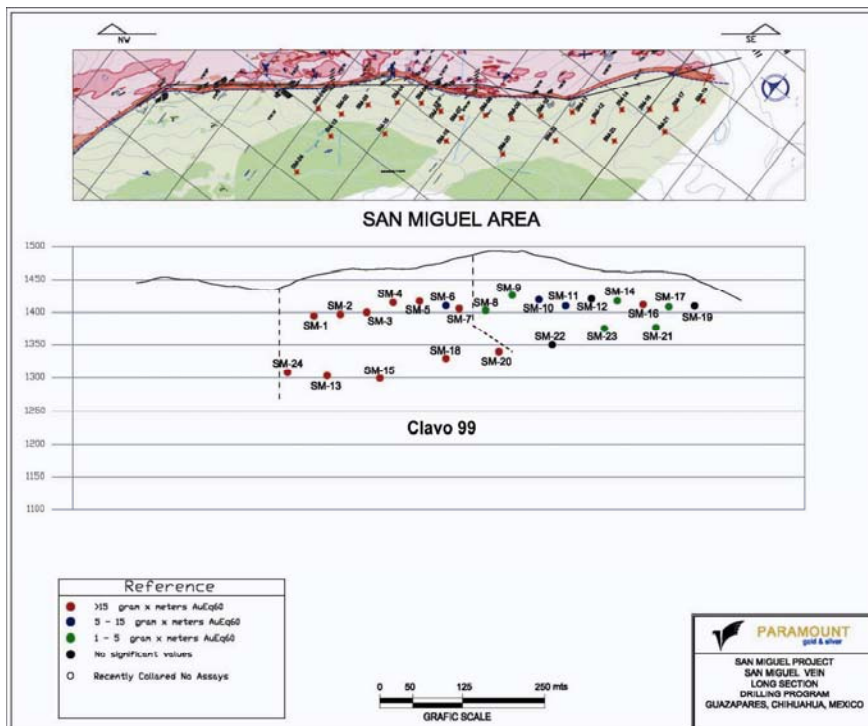 NW
SE
SAN MIGUEL AREA
1500
1450
1400
1350
1300
1250
1200
1150
1100
SM-1
SM-2
SM-3
SM-4
SM-5
SM-6
SM-7
SM-8
SM-9
SM-10
SM-11
SM-12
SM-14
SM-16
SM-17
SM-19
SM-24
SM-13
SM-15
SM-18
SM-20
SM-22
SM-23
SM-21
Clavo 99
Reference
>15 gram x meters AuEq60
5 - 15 gram x meters AuEq60
1 - 5 gram x meters AuEq60
No significant values
Recently Collared No Assays
0 50 125 250 mts
GRAFIC SCALE
PARAMOUNT
gold & silver
SAN MIGUEL PROJECT
SAN MIGUEL VEIN
LONG SECTION
DRILLING PROGRAM
GUAZAPARES, CHIHUAHUA, MEXICO